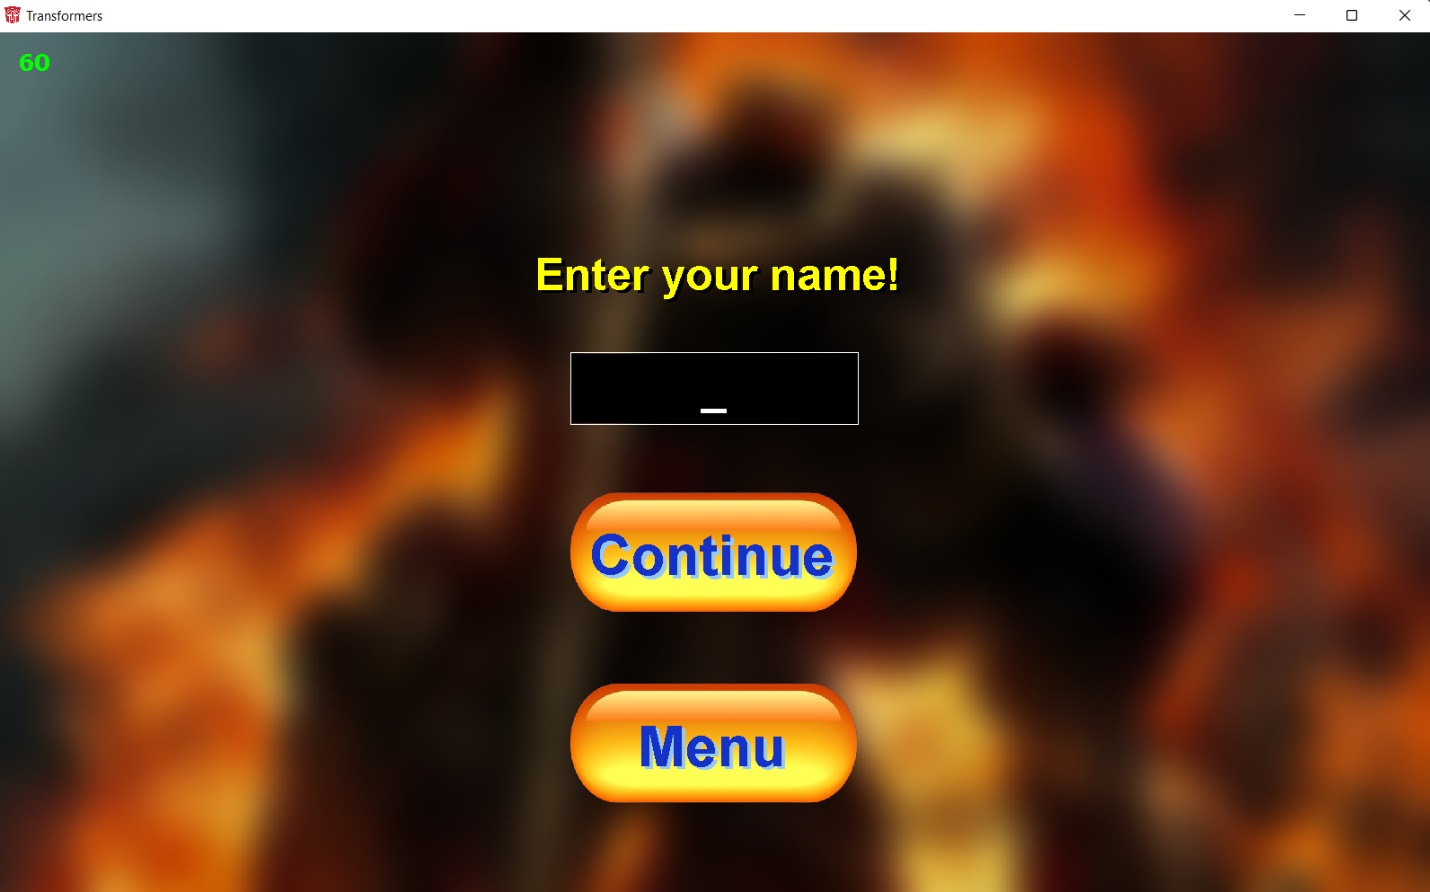 Transformers
60
Enter your name!
_
Continue
Menu